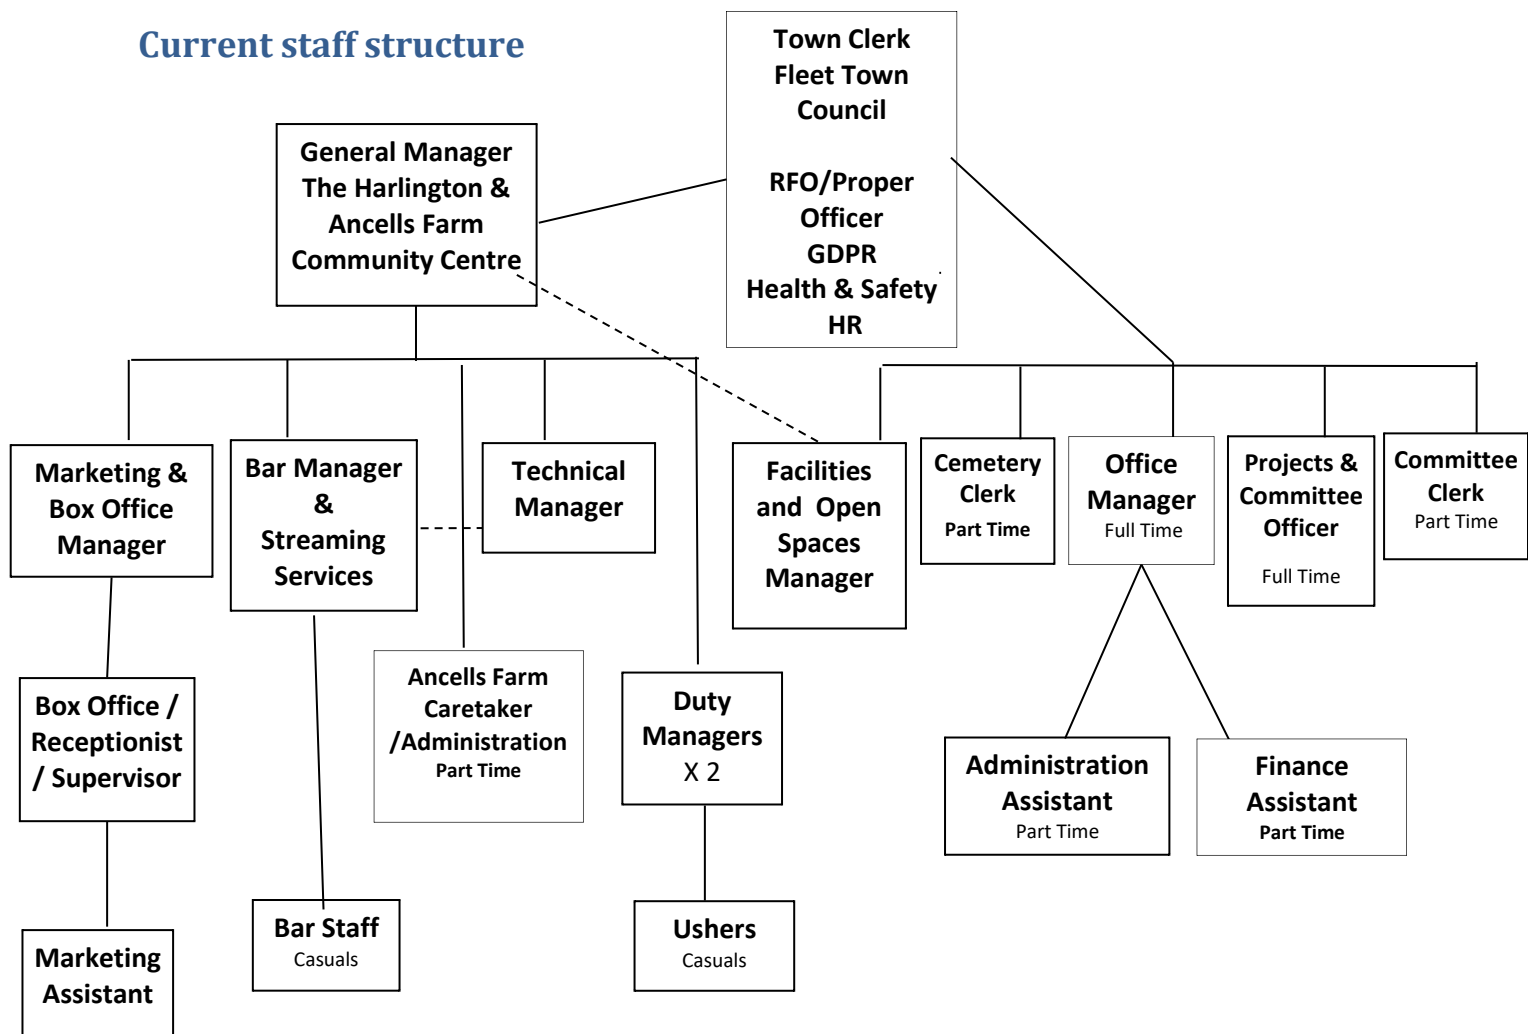 Current staff structure
Town Clerk
Fleet Town
Council
RFO/Proper
Officer
GDPR
Health & Safety
HR
General Manager
The Harlington &
Ancells Farm
Community Centre
Marketing &
Box Office
Manager
Bar Manager
&
Streaming
Services
Technical
Manager
Facilities
and Open
Spaces
Manager
Cemetery
Clerk
Part Time
Office
Manager
Full Time
Projects &
Committee
Officer
Full Time
Committee
Clerk
Part Time
Box Office /
Receptionist
/ Supervisor
Ancells Farm
Caretaker
/Administration
Part Time
Duty
Managers
X 2
Administration
Assistant
Part Time
Finance
Assistant
Part Time
Marketing
Assistant
Bar Staff
Casuals
Ushers
Casuals